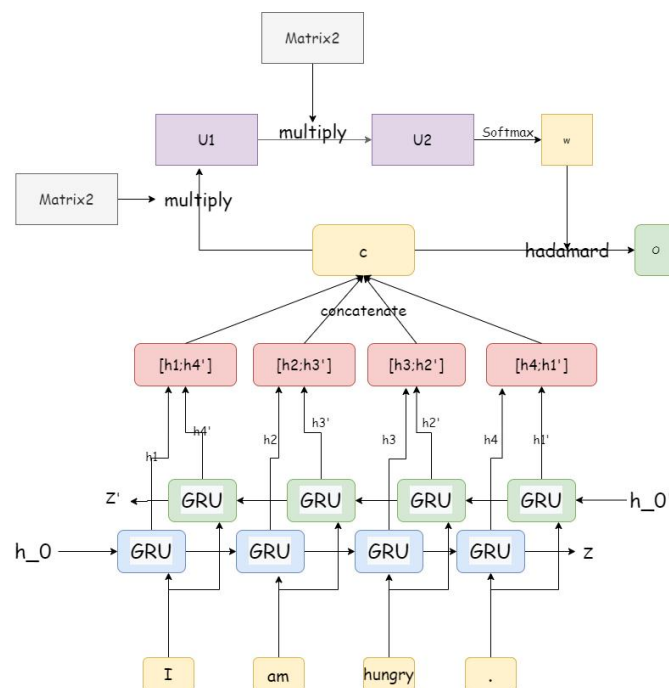 Matrix2
U1
multiply
U2
Softmax
w
Matrix2
multiply
c
hadamard
O
concatenate
[h1;h4']
[h2;h3']
[h3;h2']
[h4;h1']
h1
h4'
h2
h3'
h3
h2'
h4
h1'
Z'
GRU
GRU
GRU
GRU
h_0
h_0
GRU
GRU
GRU
GRU
z
I
am
hungry
.